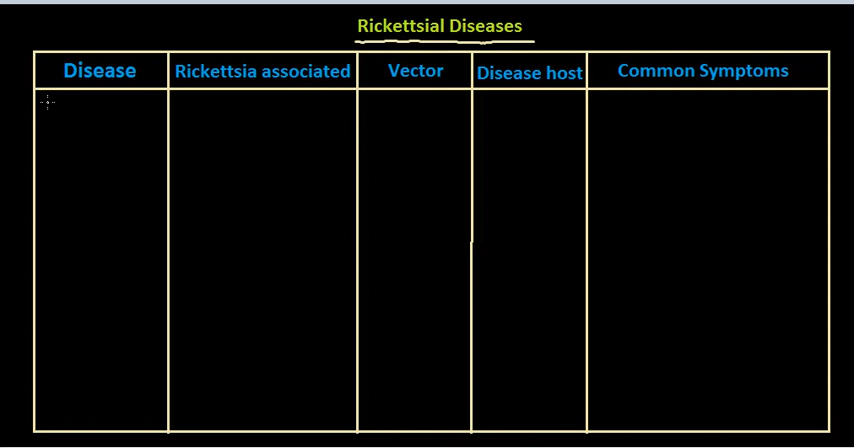 Rickettsial Diseases
Disease Rickettsia associated Vector Disease host Common Symptoms